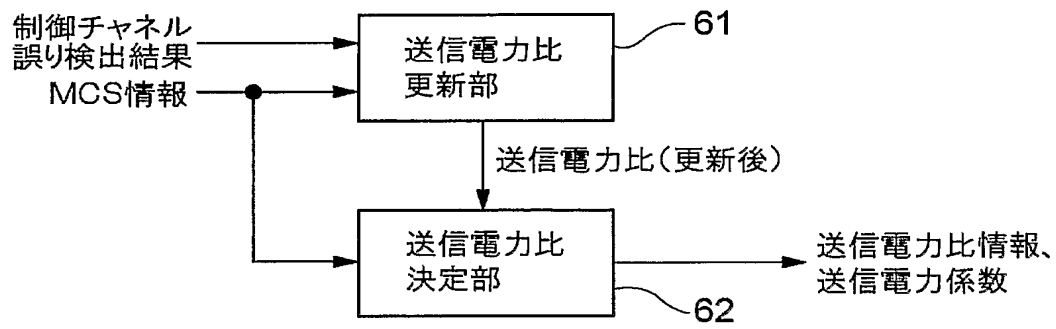 制御チャネル
誤り検出結果
MCS情報
送信電力比
更新部
61
送信電力比(更新後)
送信電力比
決定部
62
送信電力比情報、
送信電力係数